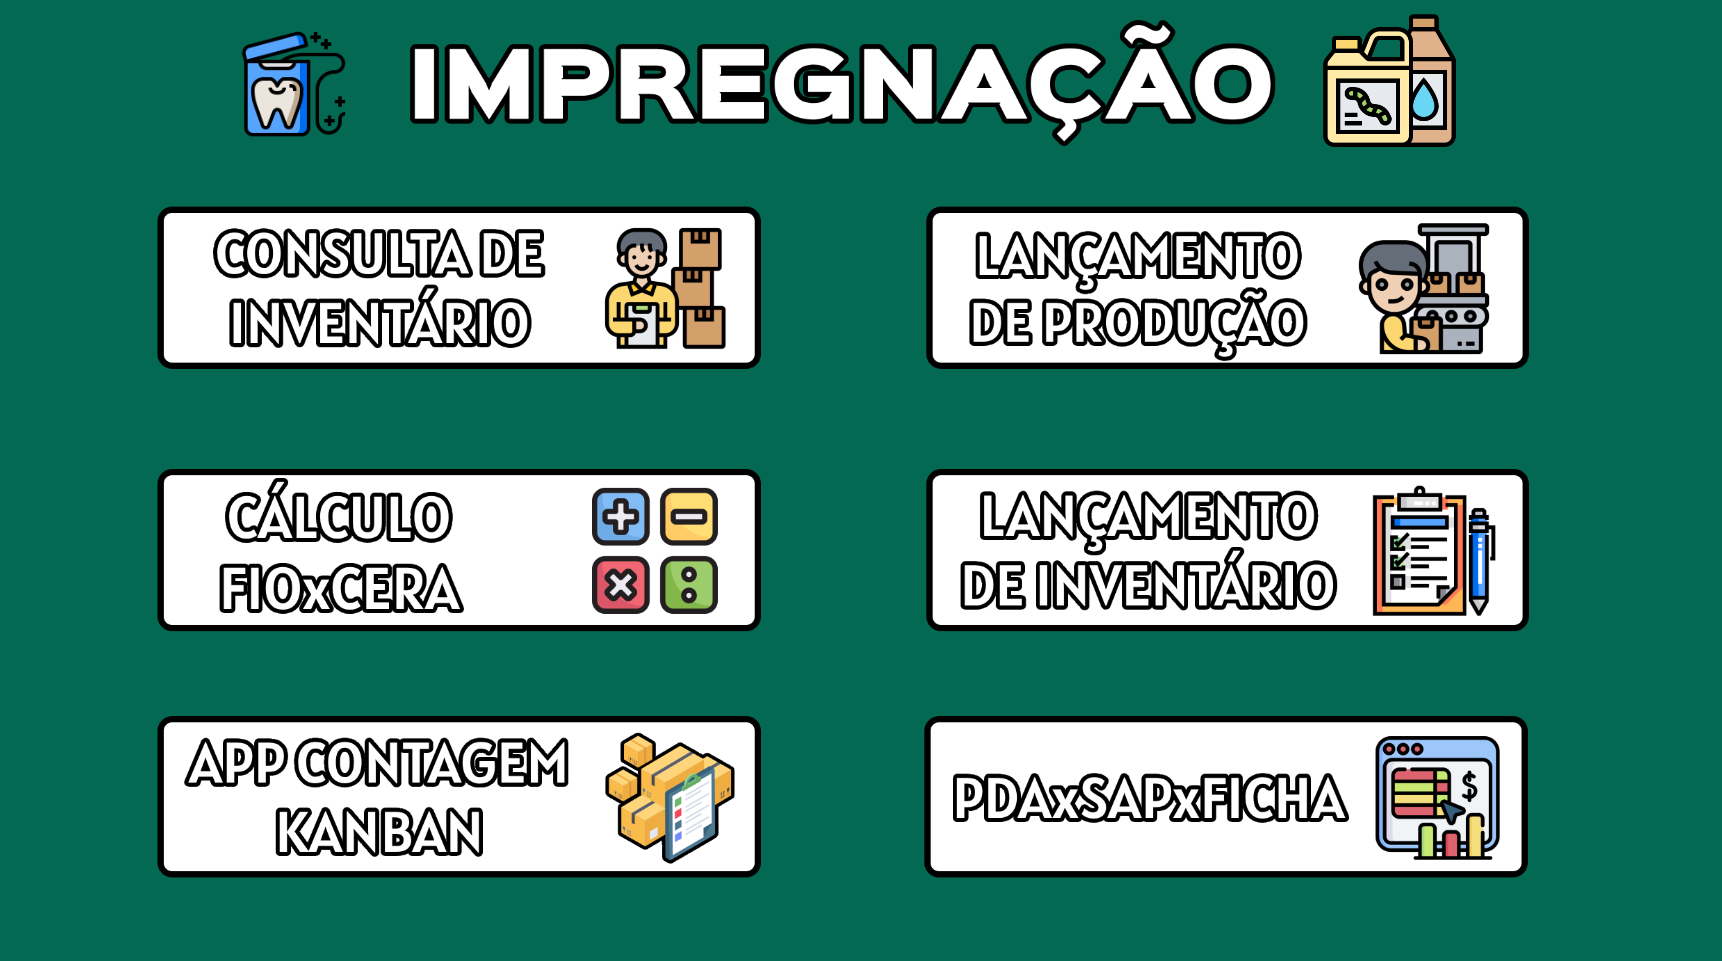 IMPREGNAÇÃO
CONSULTA DE
INVENTÁRIO
LANÇAMENTO
DE PRODUÇÃO
CÁLCULO
FIOxCERA
LANÇAMENTO
DE INVENTÁRIO
APP CONTAGEM
KANBAN
PDAxSAPxFICHA